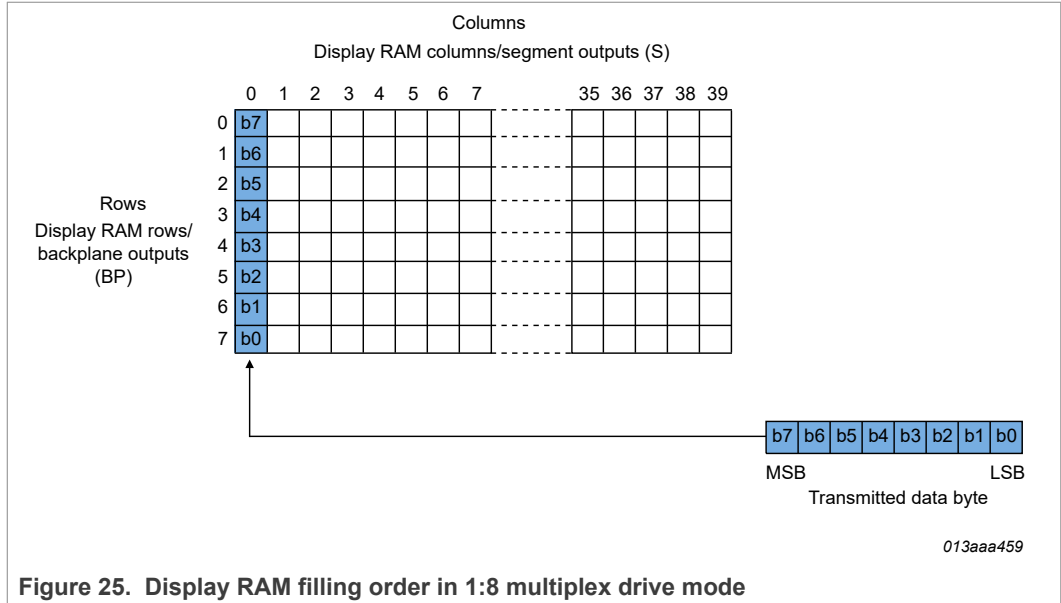 Columns
Display RAM columns/segment outputs (S)
0 1 2 3 4 5 6 7 35 36 37 38 39
0 b7
1 b6
2 b5
3 b4
4 b3
5 b2
6 b1
7 b0
Rows
Display RAM rows/
backplane outputs
(BP)
b7 b6 b5 b4 b3 b2 b1 b0
MSB LSB
Transmitted data byte
013aaa459
Figure 25. Display RAM filling order in 1:8 multiplex drive mode